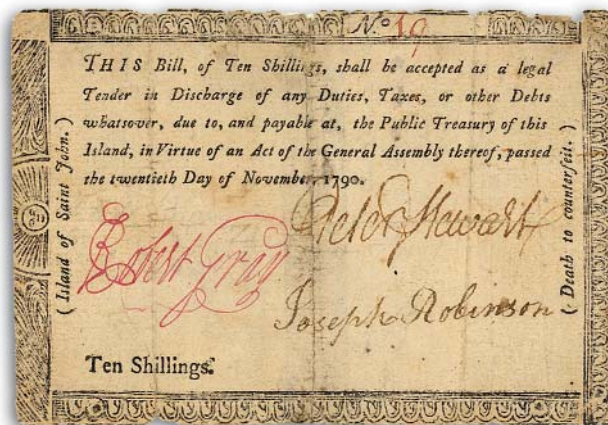 No 19
THIS Bill, of Ten Shillings, shall be accepted as a legal
Tender in Discharge of any Duties, Taxes, or other Debts
whatsover, due to, and payable at, the Public Treasury of this
Island, in Virtue of an Act of the General Assembly thereof, passed
the twentieth Day of November, 1790.
( Island of Saint John. )
( Death to counterfeit. )
Robert Gray
Peter Stewart
Joseph Robinson
Ten Shillings.